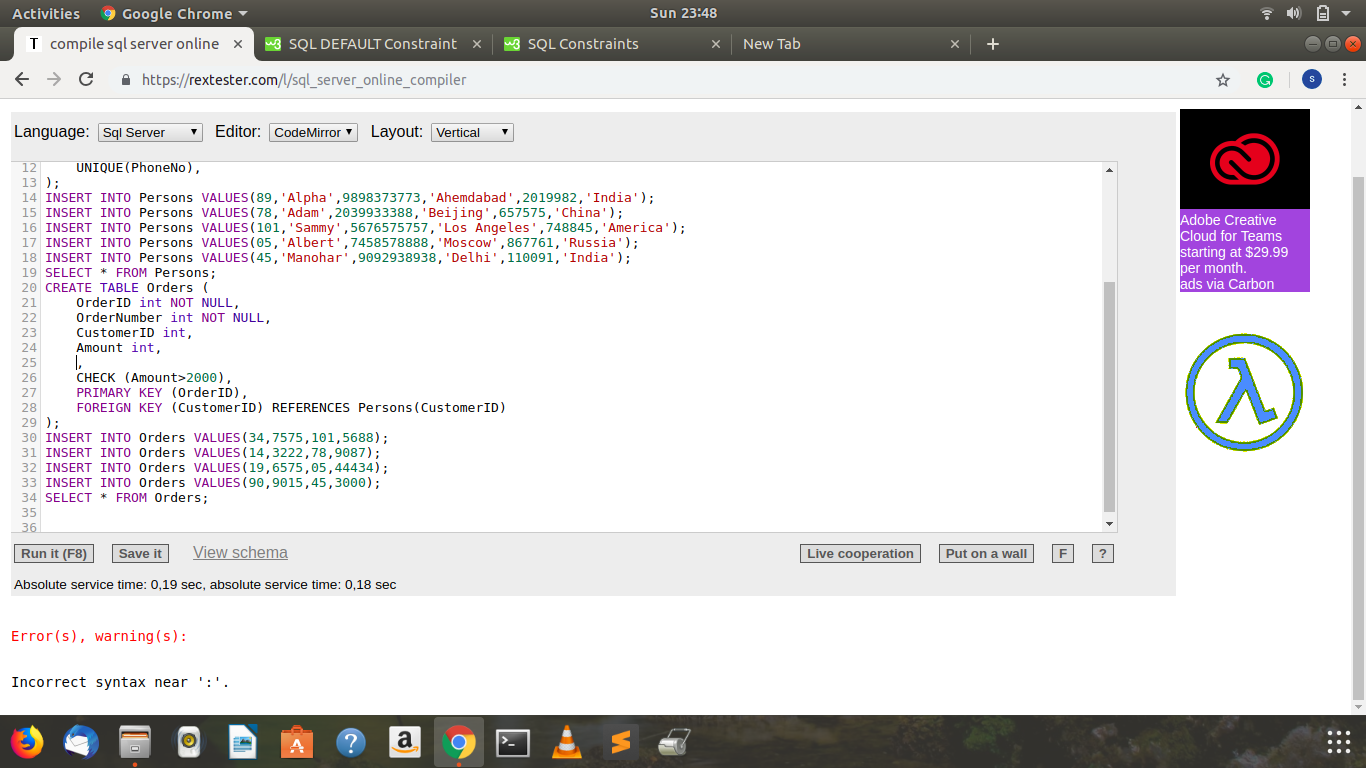 Activities Google Chrome Sun 23:48
compile sql server online SQL DEFAULT Constraint SQL Constraints New Tab
https://rextester.com/l/sql_server_online_compiler S
Language: Sql Server Editor: CodeMirror Layout: Vertical
12 UNIQUE(PhoneNo),
13 );
14 INSERT INTO Persons VALUES(89,'Alpha',9898373773,'Ahemdabad',2019982,'India');
15 INSERT INTO Persons VALUES(78,'Adam',2039933388,'Beijing',657575,'China');
16 INSERT INTO Persons VALUES(101,'Sammy',5676575757,'Los Angeles',748845,'America');
17 INSERT INTO Persons VALUES(05,'Albert',7458578888,'Moscow',867761,'Russia');
18 INSERT INTO Persons VALUES(45,'Manohar',9092938938,'Delhi',110091,'India');
19 SELECT * FROM Persons;
20 CREATE TABLE Orders (
21 OrderID int NOT NULL,
22 OrderNumber int NOT NULL,
23 CustomerID int,
24 Amount int,
25 ,
26 CHECK (Amount>2000),
27 PRIMARY KEY (OrderID),
28 FOREIGN KEY (CustomerID) REFERENCES Persons(CustomerID)
29 );
30 INSERT INTO Orders VALUES(34,7575,101,5688);
31 INSERT INTO Orders VALUES(14,3222,78,9087);
32 INSERT INTO Orders VALUES(19,6575,05,44434);
33 INSERT INTO Orders VALUES(90,9015,45,3000);
34 SELECT * FROM Orders;
35
36
Run it (F8) Save it View schema Live cooperation Put on a wall F ?
Absolute service time: 0,19 sec, absolute service time: 0,18 sec
Error(s), warning(s):
Incorrect syntax near ':'.
Adobe Creative
Cloud for Teams
starting at $29.99
per month.
ads via Carbon